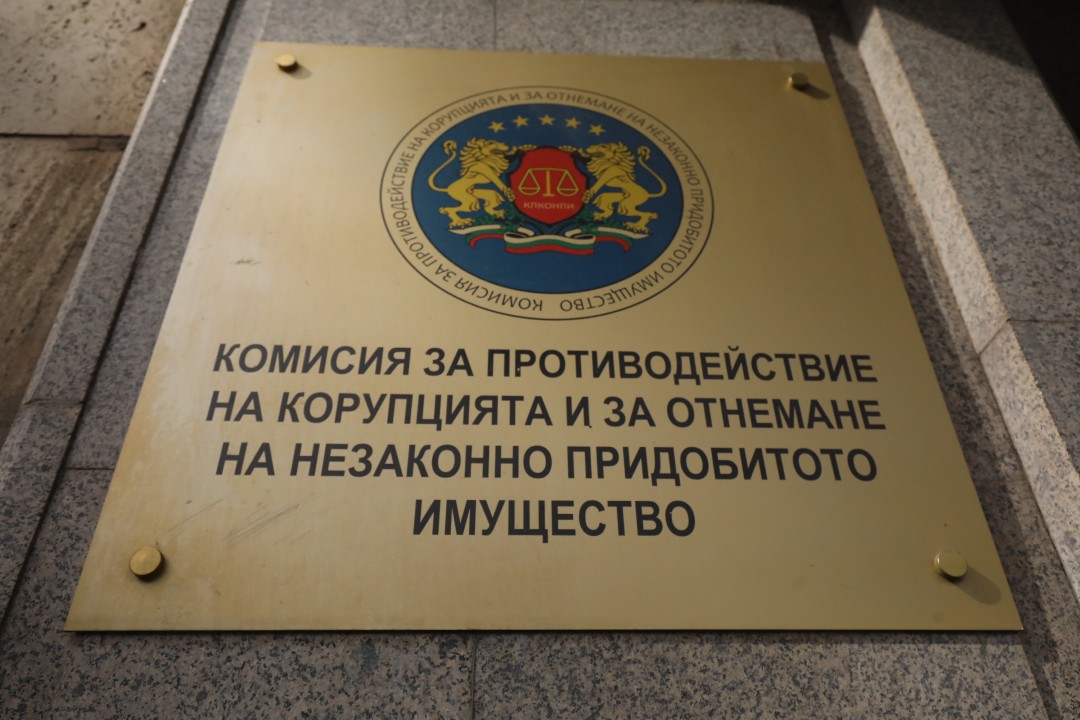 КОМИСИЯ ЗА ПРОТИВОДЕЙСТВИЕ НА КОРУПЦИЯТА И ЗА ОТНЕМАНЕ НА НЕЗАКОННО ПРИДОБИТОТО ИМУЩЕСТВО
КПКОНПИ
КОМИСИЯ ЗА ПРОТИВОДЕЙСТВИЕ
НА КОРУПЦИЯТА И ЗА ОТНЕМАНЕ
НА НЕЗАКОННО ПРИДОБИТОТО
ИМУЩЕСТВО